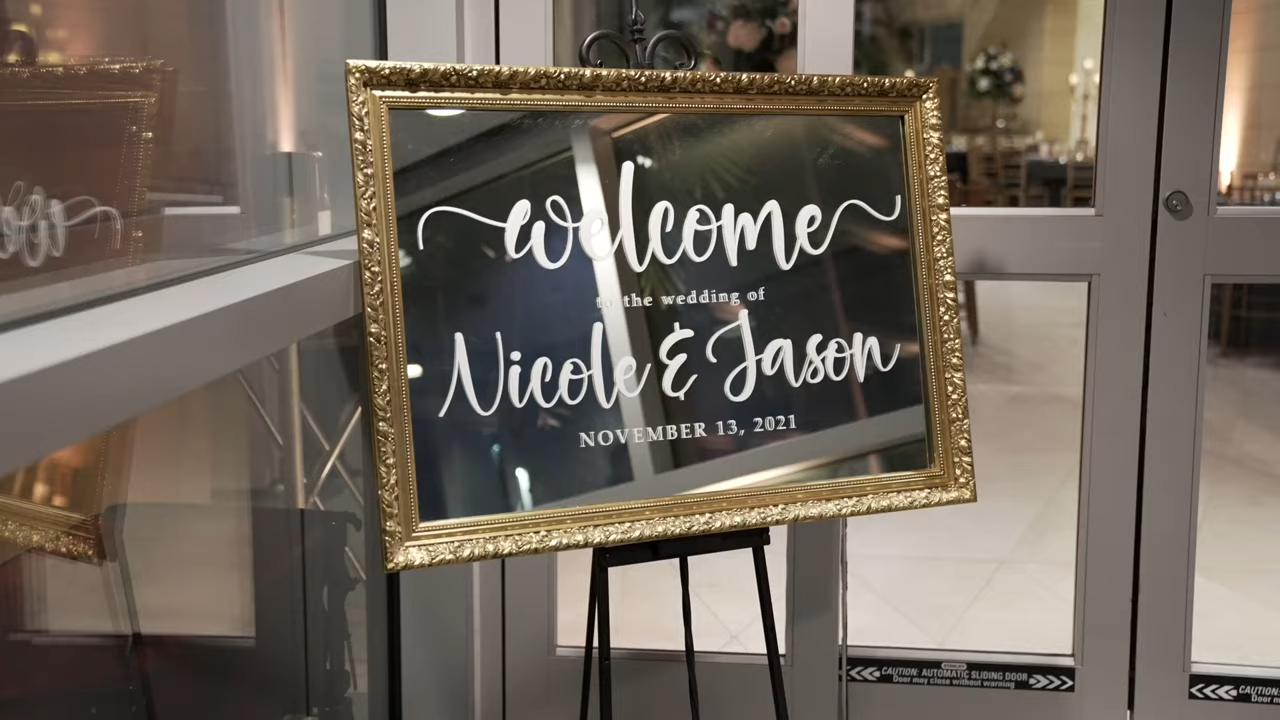 welcome
to the wedding of
Nicole & Jason
NOVEMBER 13, 2021
STANLEY
CAUTION: AUTOMATIC SLIDING DOOR
Door may close without warning
CAUTION: